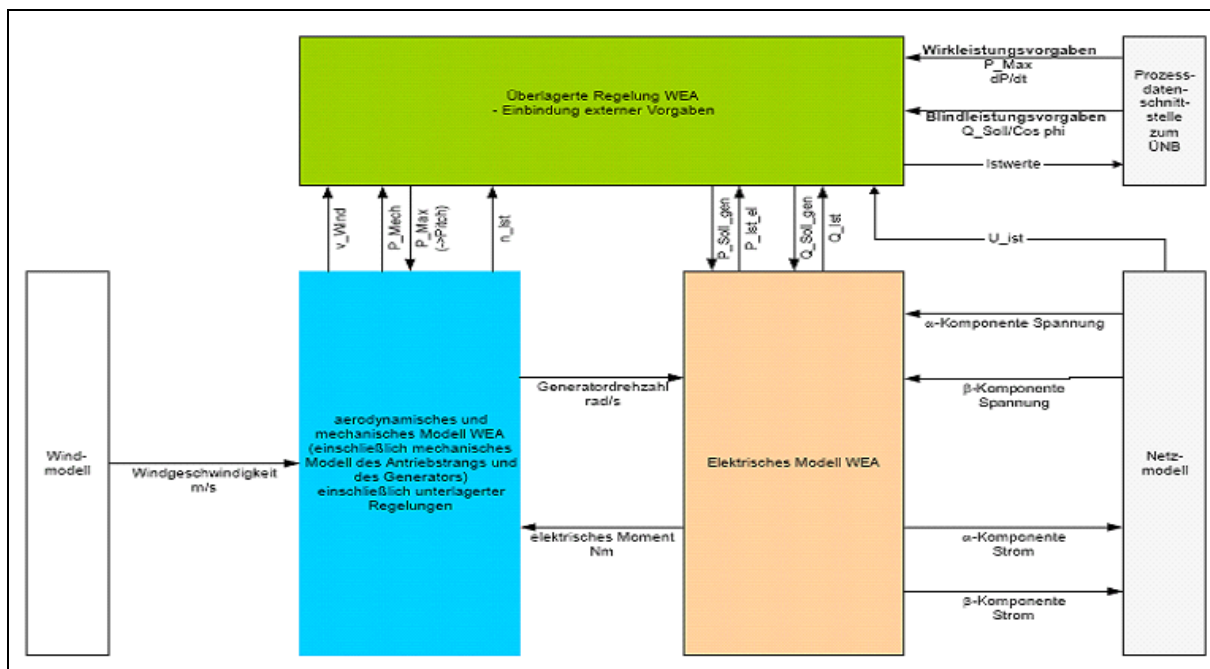 Überlagerte Regelung WEA
- Einbindung externer Vorgaben
Wirkleistungsvorgaben
P_Max
dP/dt
Blindleistungsvorgaben
Q_Soll/Cos phi
Istwerte
Prozess-
daten-
schnitt-
stelle
zum
ÜNB
v_Wind
P_Mech
P_Max
(->Pitch)
n_Ist
P_Soll_gen
P_Ist_el
Q_Soll_gen
Q_Ist
U_ist
Wind-
modell
Windgeschwindigkeit
m/s
aerodynamisches und
mechanisches Modell WEA
(einschließlich mechanisches
Modell des Antriebstrangs und
des Generators)
einschließlich unterlagerter
Regelungen
Generatordrehzahl
rad/s
elektrisches Moment
Nm
Elektrisches Modell WEA
α-Komponente Spannung
β-Komponente
Spannung
α-Komponente
Strom
β-Komponente
Strom
Netz-
modell